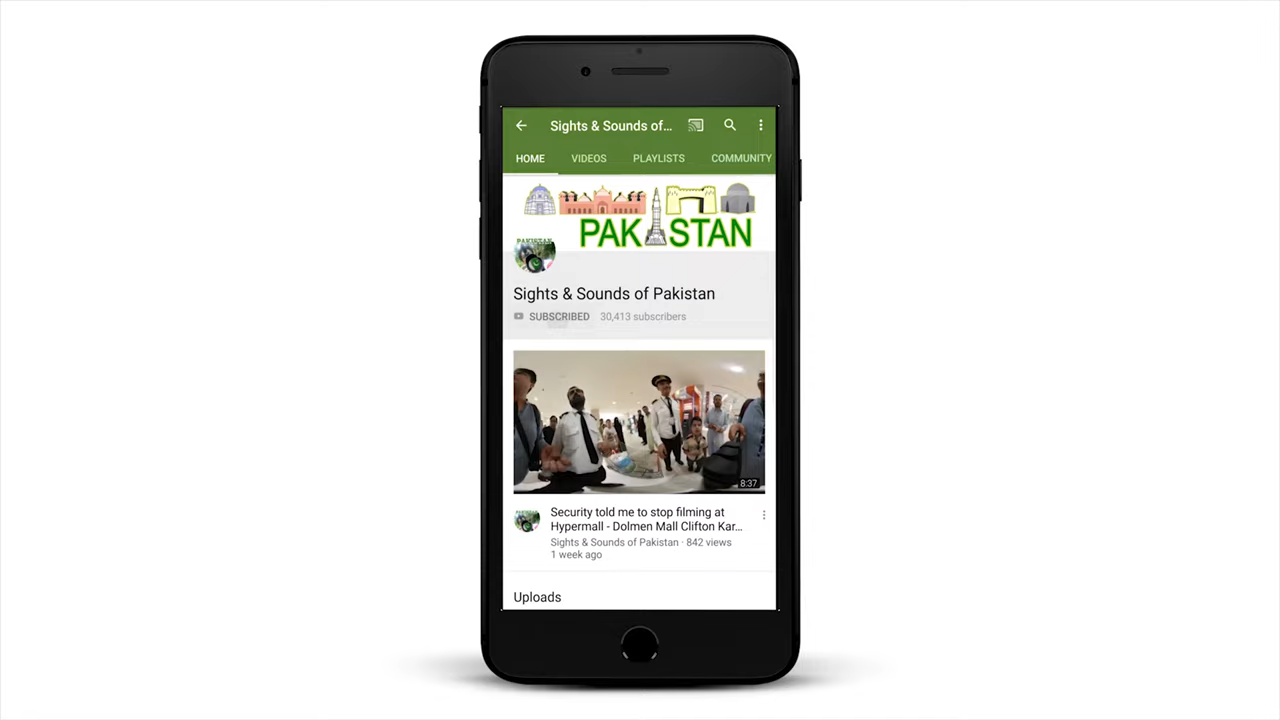 Sights & Sounds of...
HOME VIDEOS PLAYLISTS COMMUNITY
PAKISTAN
PAKISTAN
Sights & Sounds of Pakistan
SUBSCRIBED 30,413 subscribers
8:37
Security told me to stop filming at
Hypermall - Dolmen Mall Clifton Kar...
Sights & Sounds of Pakistan · 842 views
1 week ago
Uploads